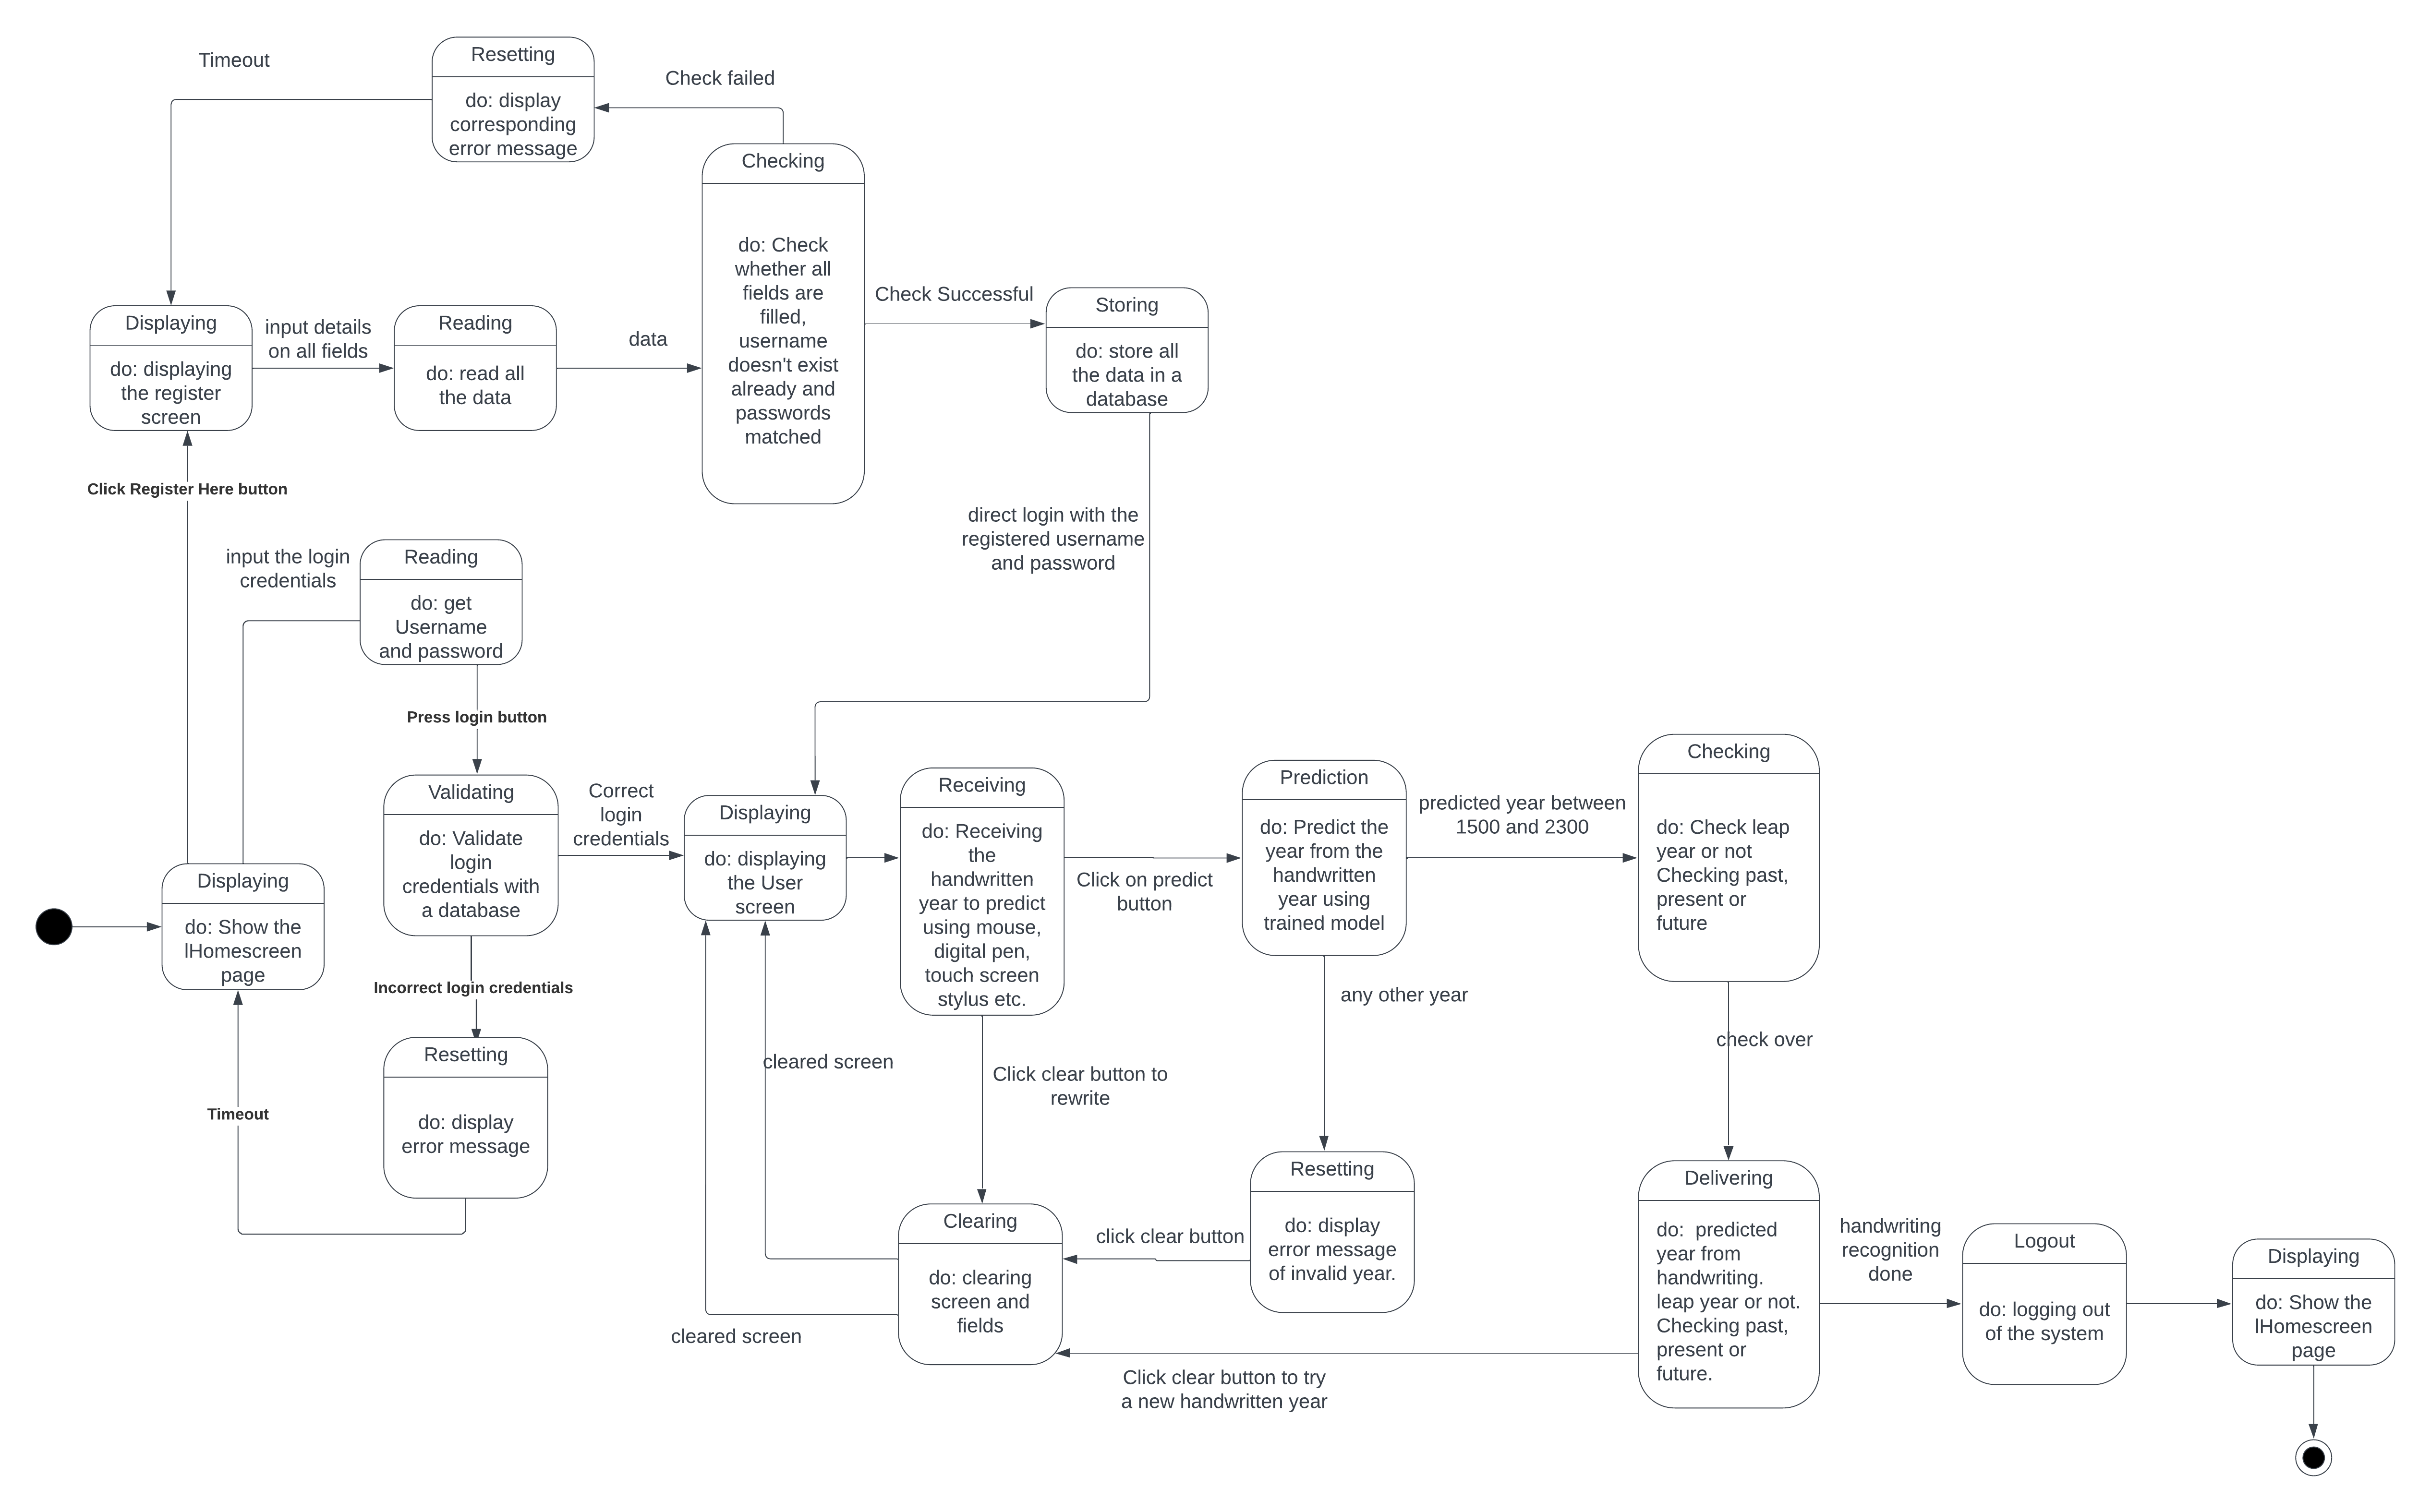 Timeout
Resetting
do: display
corresponding
error message
Check failed
Checking
do: Check
whether all
fields are
filled,
username
doesn't exist
already and
passwords
matched
Check Successful
Storing
do: store all
the data in a
database
Displaying
do: displaying
the register
screen
input details
on all fields
Reading
do: read all
the data
data
Click Register Here button
direct login with the
registered username
and password
input the login
credentials
Reading
do: get
Username
and password
Press login button
Validating
do: Validate
login
credentials with
a database
Correct
login
credentials
Displaying
do: displaying
the User
screen
Receiving
do: Receiving
the
handwritten
year to predict
using mouse,
digital pen,
touch screen
stylus etc.
Click on predict
button
Prediction
do: Predict the
year from the
handwritten
year using
trained model
predicted year between
1500 and 2300
Checking
do: Check leap
year or not
Checking past,
present or
future
Displaying
do: Show the
lHomescreen
page
Incorrect login credentials
Resetting
do: display
error message
Timeout
cleared screen
Click clear button to
rewrite
any other year
check over
Resetting
do: display
error message
of invalid year.
click clear button
Clearing
do: clearing
screen and
fields
cleared screen
Click clear button to try
a new handwritten year
Delivering
do:  predicted
year from
handwriting.
leap year or not.
Checking past,
present or
future.
handwriting
recognition
done
Logout
do: logging out
of the system
Displaying
do: Show the
lHomescreen
page